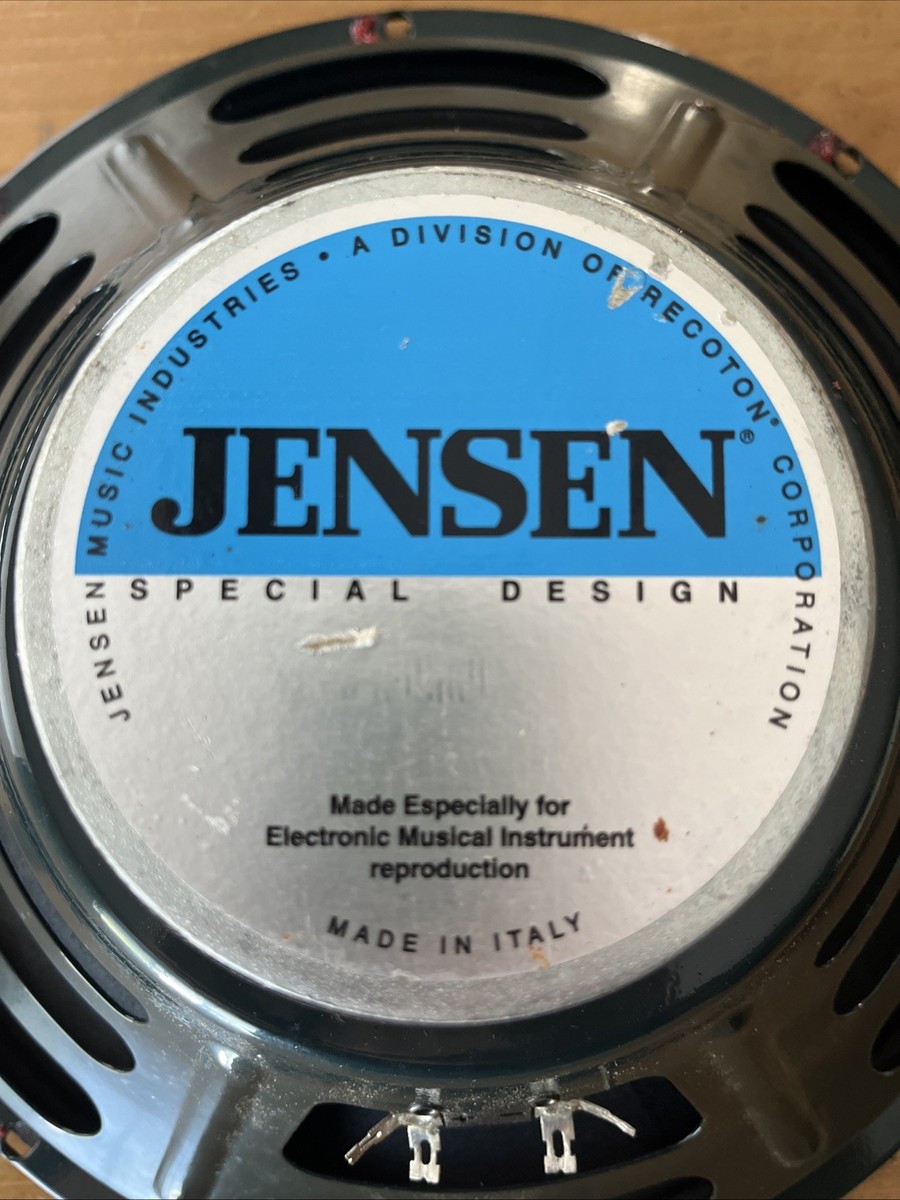 JENSEN MUSIC INDUSTRIES • A DIVISION OF RECOTON® CORPORATION
JENSEN®
SPECIAL DESIGN
Made Especially for
Electronic Musical Instrument
reproduction
MADE IN ITALY